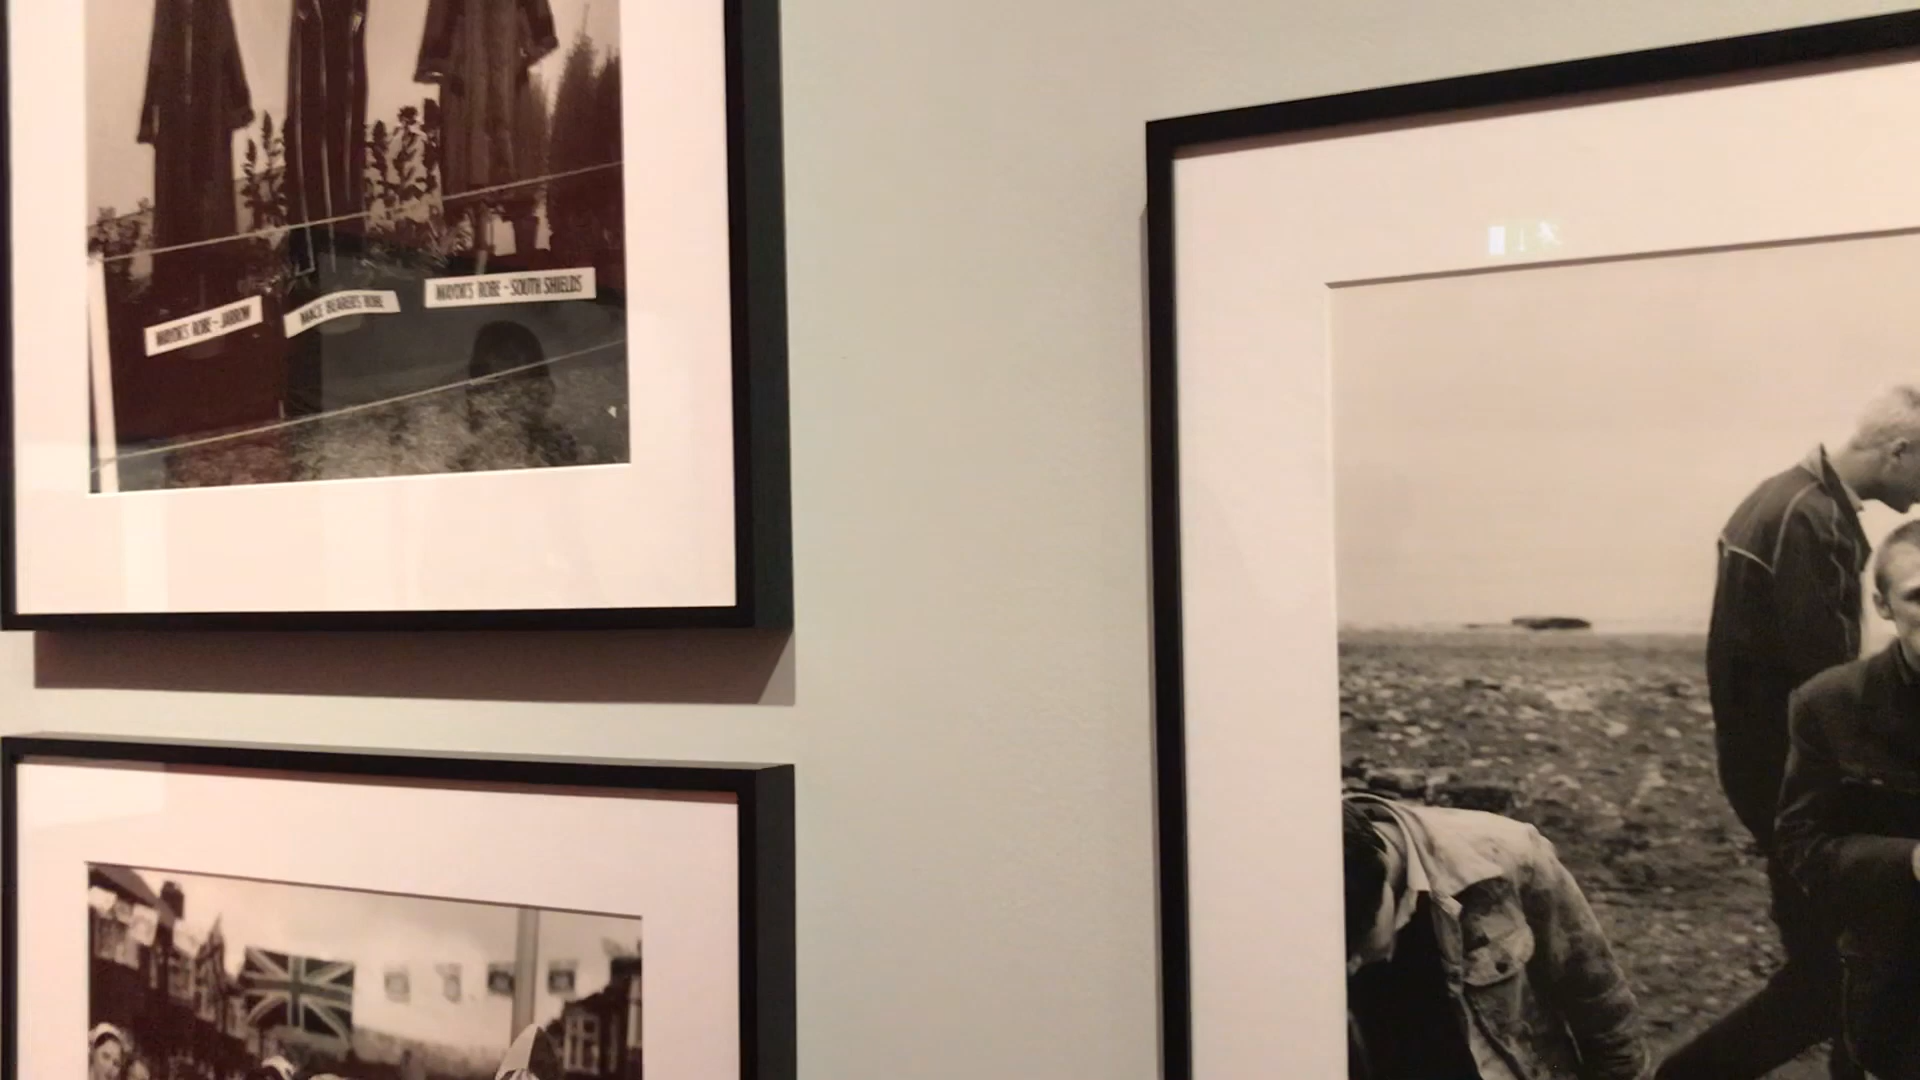 MAYOR'S ROBE - JARROW
MACE BEARER'S ROBE
MAYOR'S ROBE - SOUTH SHIELDS